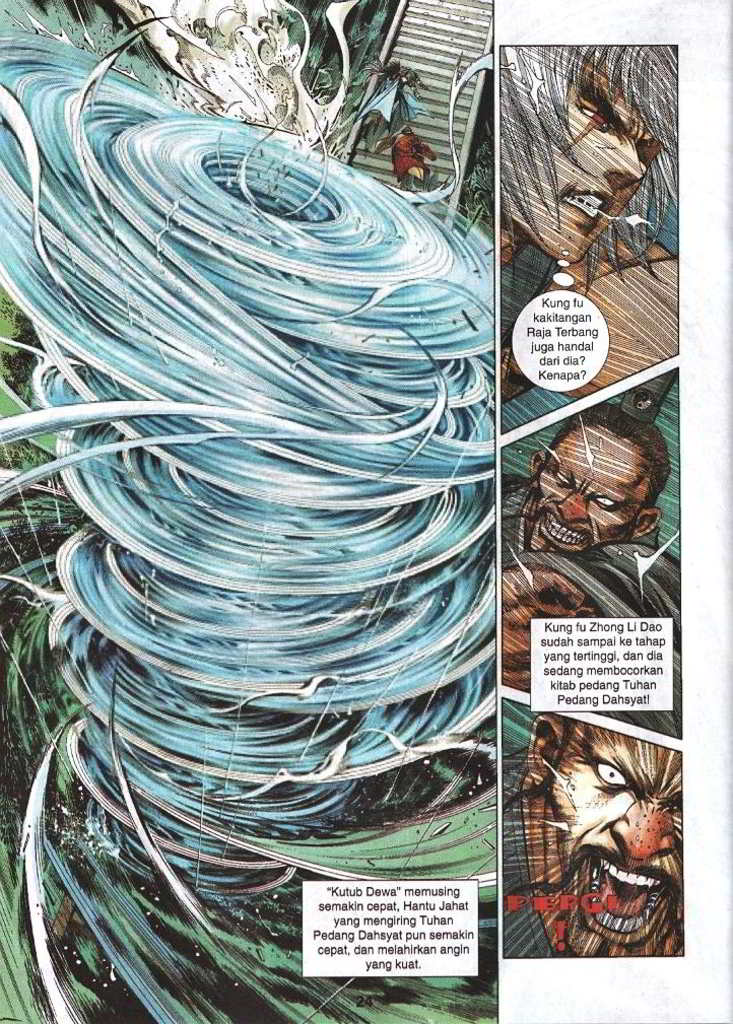 Kung fu
kakitangan
Raja Terbang
juga handal
dari dia?
Kenapa?
Kung fu Zhong Li Dao
sudah sampai ke tahap
yang tertinggi, dan dia
sedang membocorkan
kitab pedang Tuhan
Pedang Dahsyat!
PERGI
!
"Kutub Dewa" memusing
semakin cepat, Hantu Jahat
yang mengiring Tuhan
Pedang Dahsyat pun semakin
cepat, dan melahirkan angin
yang kuat.
24